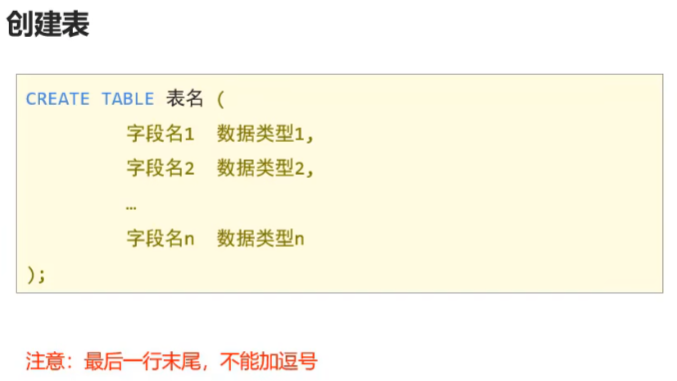 创建表
CREATE TABLE 表名 (
字段名1 数据类型1,
字段名2 数据类型2,
…
字段名n 数据类型n
);
注意：最后一行末尾，不能加逗号